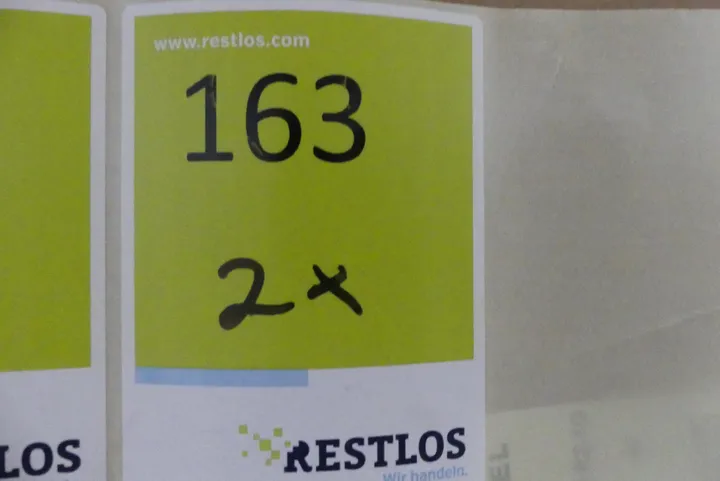 www.restlos.com
163
2x
RESTLOS
Wir handeln.
LOS